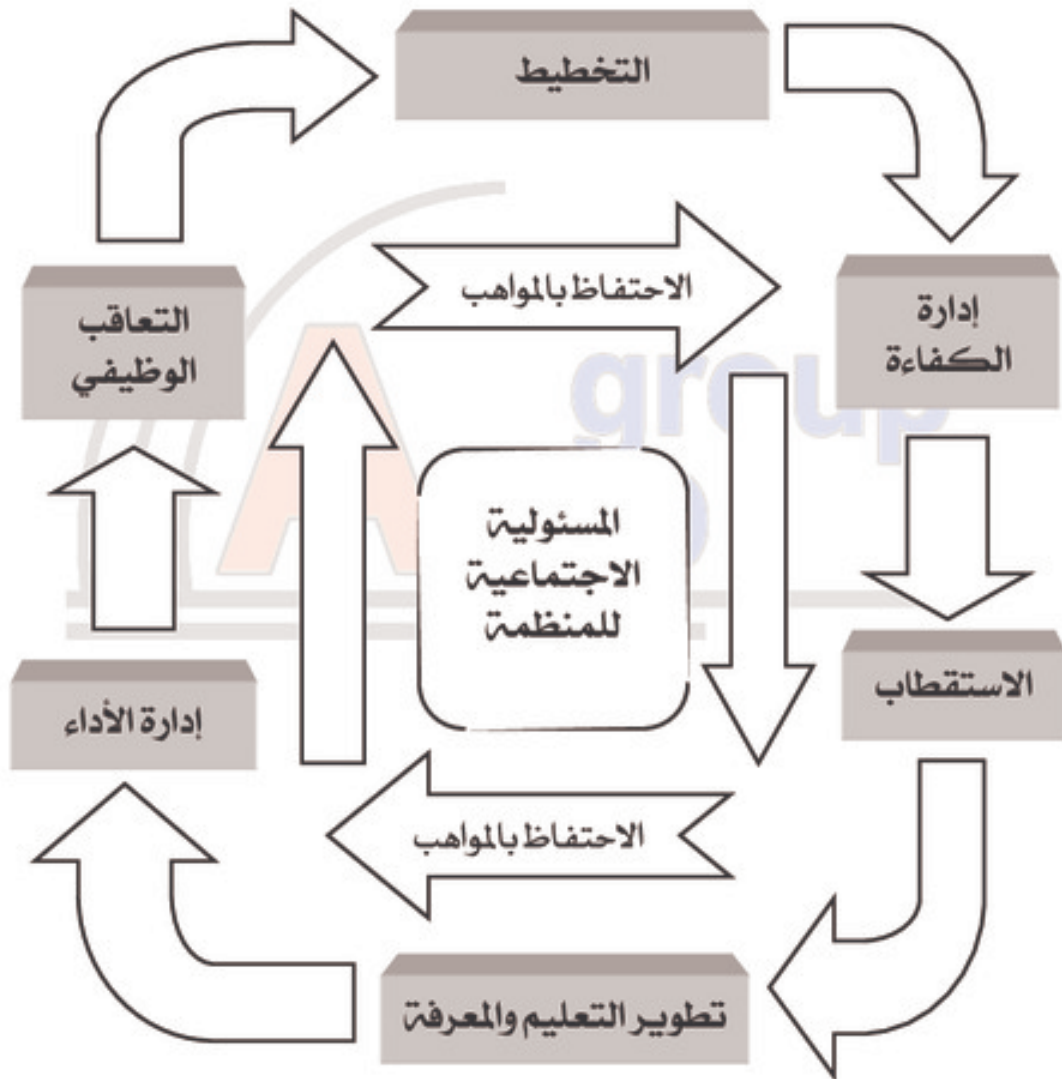 التخطيط
الاحتفاظ بالمواهب
إدارة
الكفاءة
التعاقب
الوظيفي
group
A
المسئولية
الاجتماعية
للمنظمة
الاستقطاب
إدارة الأداء
الاحتفاظ بالمواهب
تطوير التعليم والمعرفة